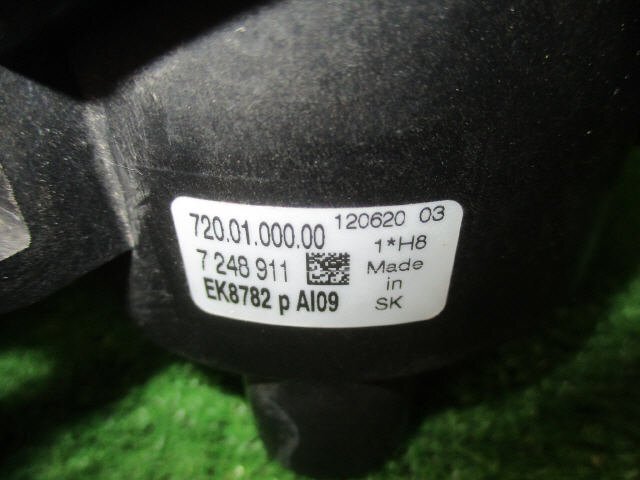 720.01.000.00 120620 03
7 248 911 1*H8
EK8782 p AI09 Made
in
SK